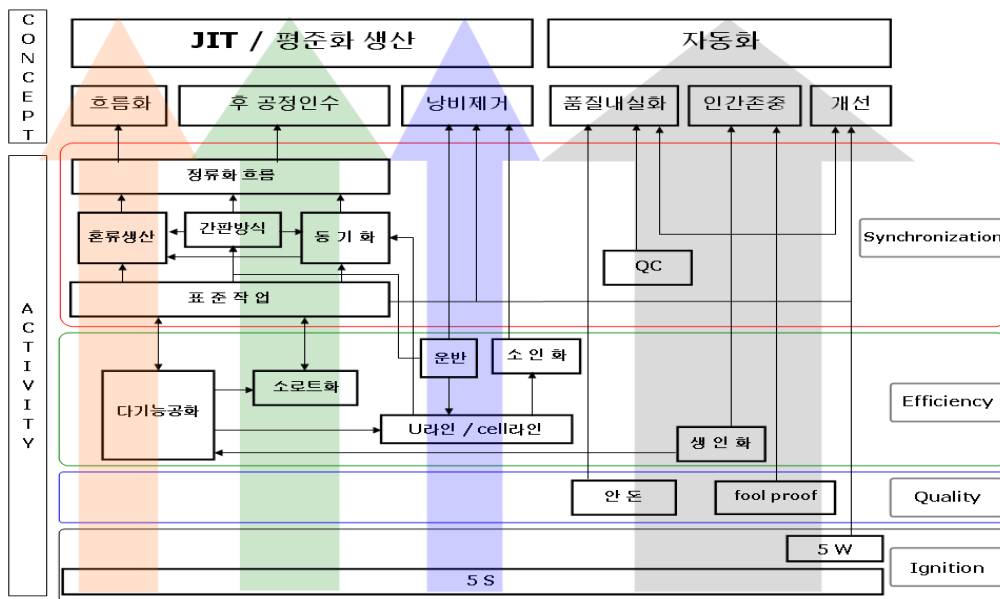 CONCEPT
JIT / 평준화 생산
자동화
흐름화
후 공정인수
낭비제거
품질내실화
인간존중
개선
ACTIVITY
정류화 흐름
혼류생산
간판방식
동 기 화
Synchronization
QC
표 준 작 업
운반
소 인 화
다기능공화
소로트화
Efficiency
U라인 / cell라인
생 인 화
안 돈
fool proof
Quality
5 W
Ignition
5 S